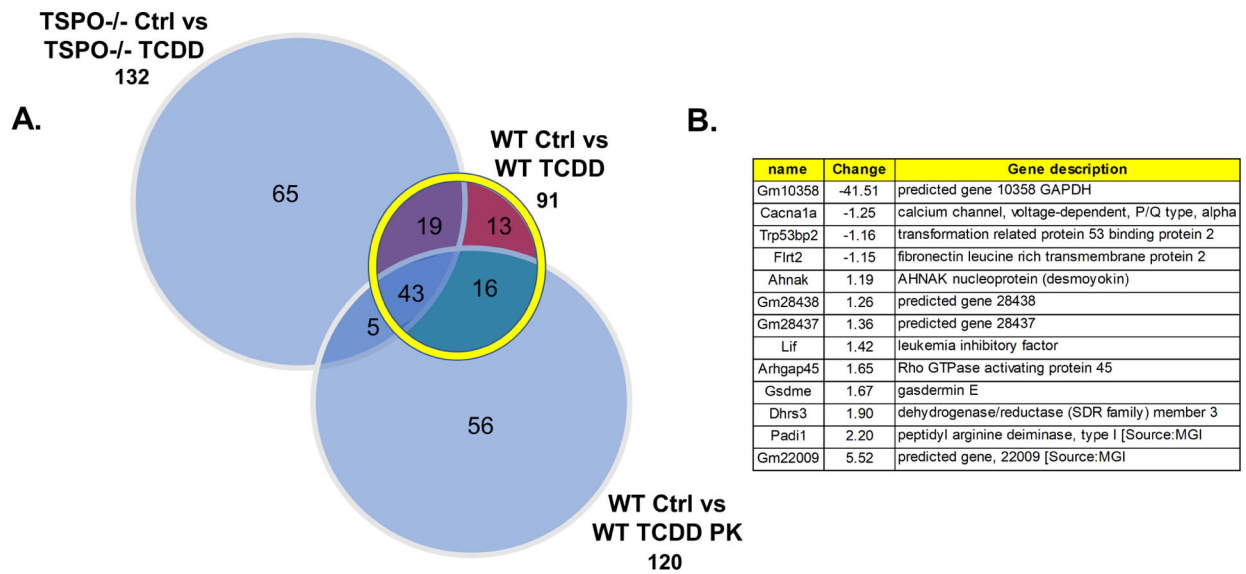 TSPO-/- Ctrl vs
TSPO-/- TCDD
132
A.
65
WT Ctrl vs
WT TCDD
91
19
13
43
16
5
56
WT Ctrl vs
WT TCDD PK
120
B.
name Change Gene description
Gm10358 -41.51 predicted gene 10358 GAPDH
Cacna1a -1.25 calcium channel, voltage-dependent, P/Q type, alpha
Trp53bp2 -1.16 transformation related protein 53 binding protein 2
Flrt2 -1.15 fibronectin leucine rich transmembrane protein 2
Ahnak 1.19 AHNAK nucleoprotein (desmoyokin)
Gm28438 1.26 predicted gene 28438
Gm28437 1.36 predicted gene 28437
Lif 1.42 leukemia inhibitory factor
Arhgap45 1.65 Rho GTPase activating protein 45
Gsdme 1.67 gasdermin E
Dhrs3 1.90 dehydrogenase/reductase (SDR family) member 3
Padi1 2.20 peptidyl arginine deiminase, type I [Source:MGI
Gm22009 5.52 predicted gene, 22009 [Source:MGI